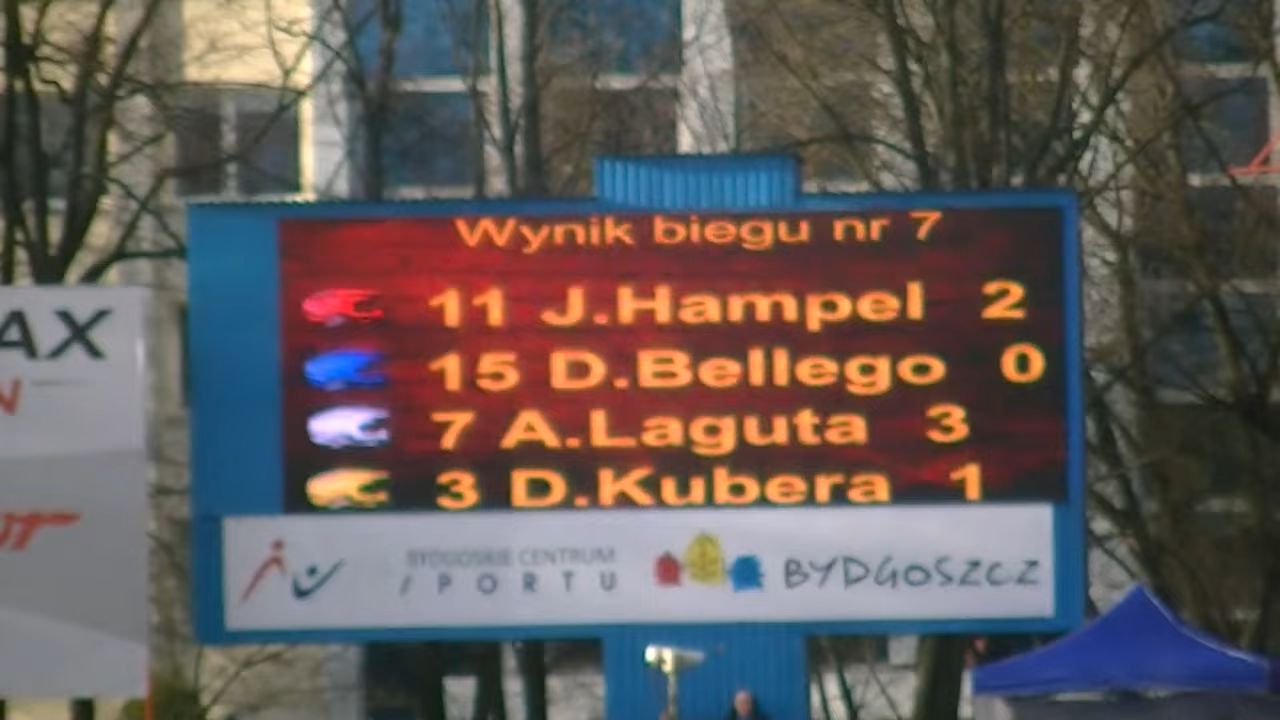 Wynik biegu nr 7
11 J.Hampel 2
15 D.Bellego 0
7 A.Laguta 3
3 D.Kubera 1
BYDGOSKIE CENTRUM
SPORTU
BYDGOSZCZ
AX
N
UT